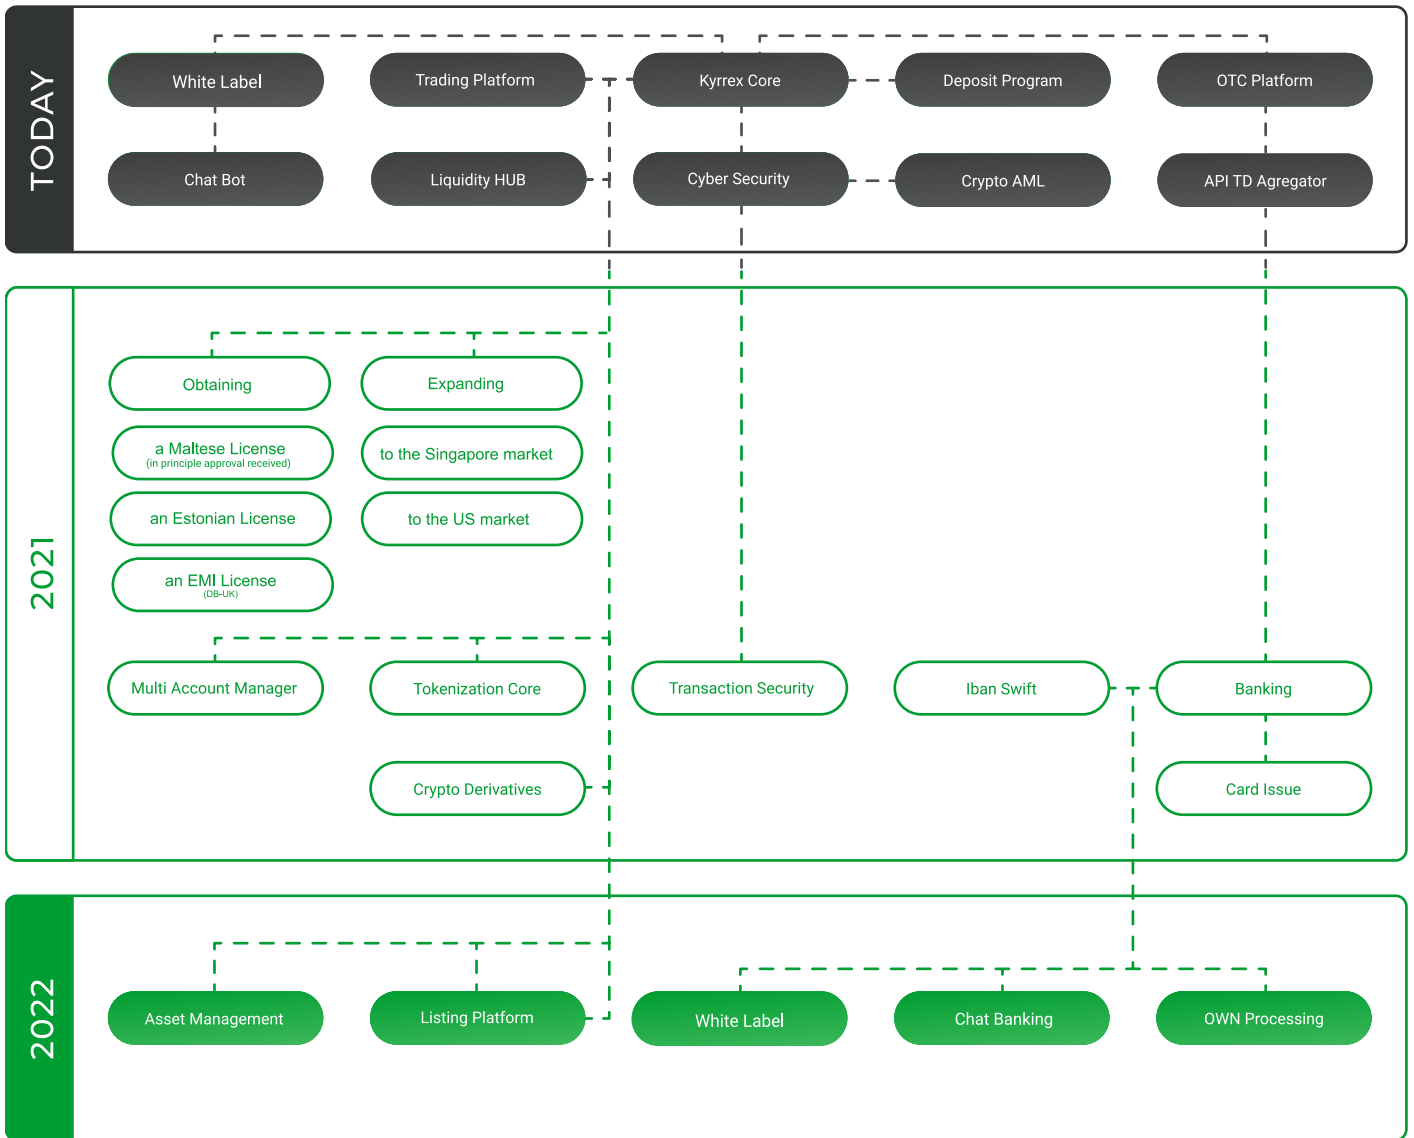 TODAY
White Label
Trading Platform
Kyrrex Core
Deposit Program
OTC Platform
Chat Bot
Liquidity HUB
Cyber Security
Crypto AML
API TD Agregator
2021
Obtaining
Expanding
a Maltese License
(in principle approval received)
to the Singapore market
an Estonian License
to the US market
an EMI License
(DB-UK)
Multi Account Manager
Tokenization Core
Transaction Security
Iban Swift
Banking
Crypto Derivatives
Card Issue
2022
Asset Management
Listing Platform
White Label
Chat Banking
OWN Processing